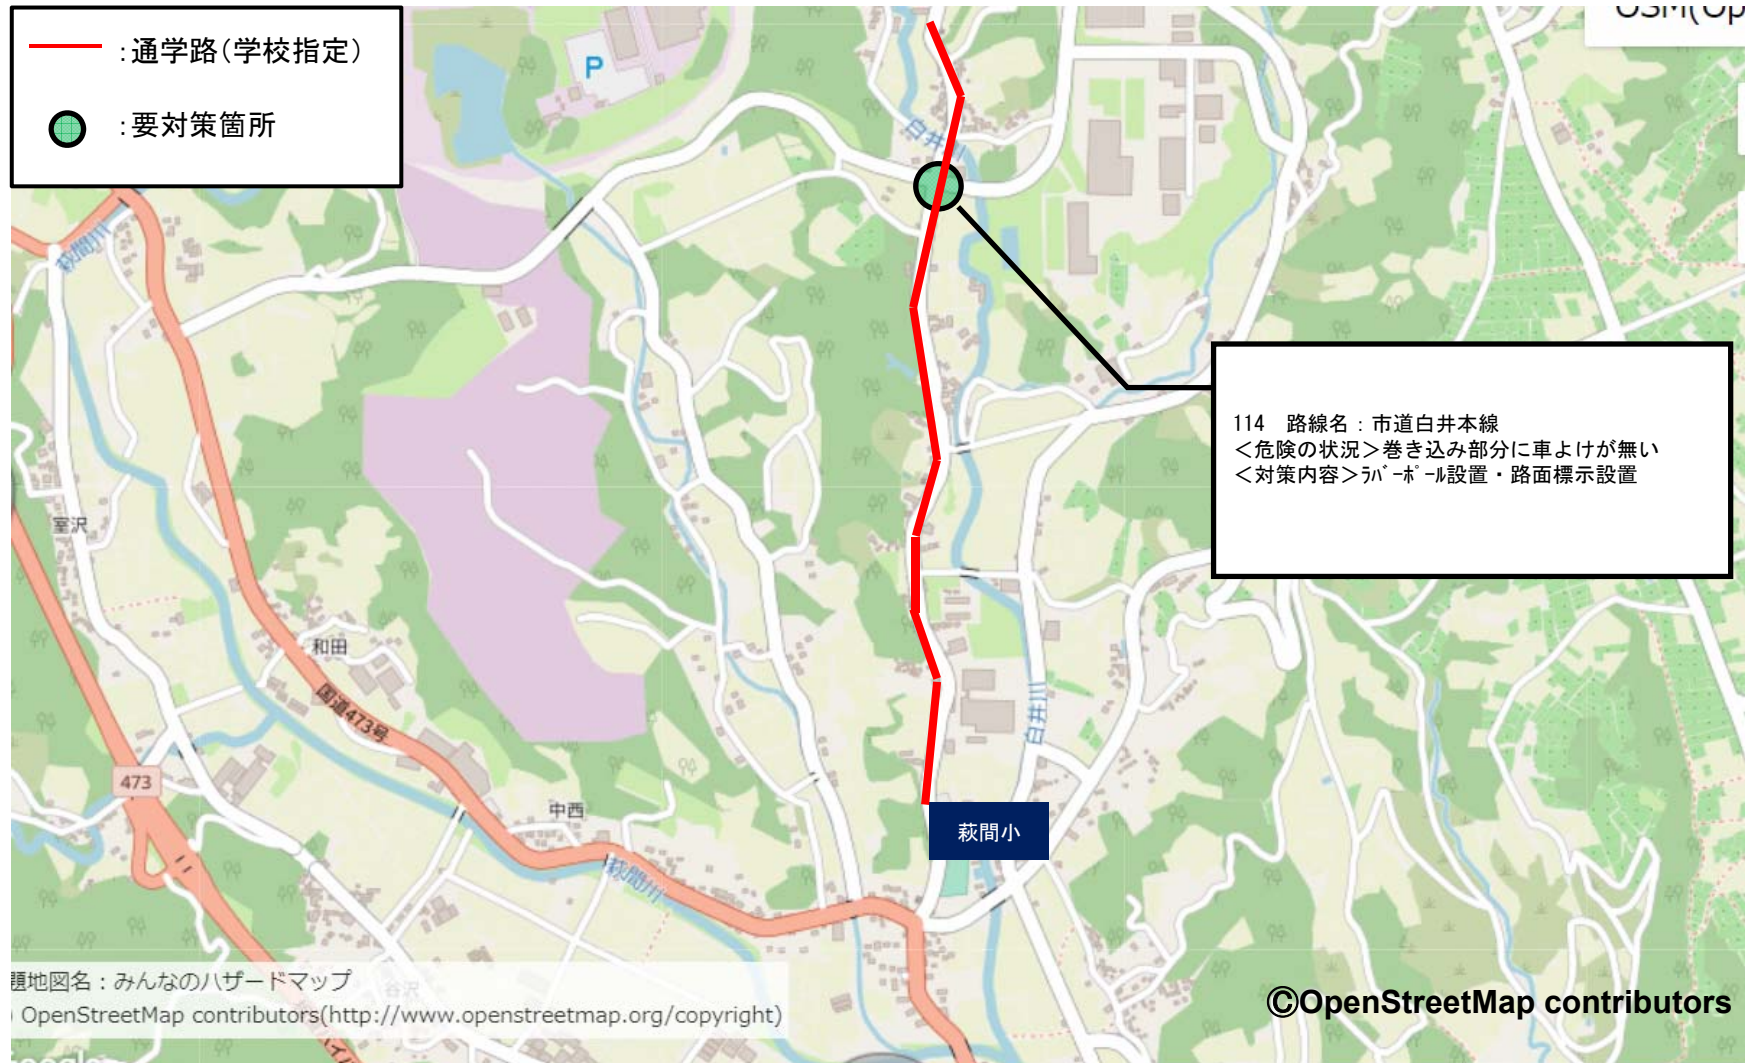 :通学路(学校指定)
:要対策箇所
P
白井川
萩間川
114 路線名:市道白井本線
<危険の状況>巻き込み部分に車よけが無い
<対策内容>ﾗﾊﾞｰﾎﾟｰﾙ設置・路面標示設置
室沢
和田
国道473号
白井川
473
中西
萩間小
萩間川
題地図名:みんなのハザードマップ
谷沢
OpenStreetMap contributors(http://www.openstreetmap.org/copyright)
©OpenStreetMap contributors